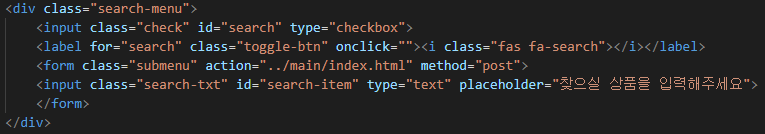 <div class="search-menu">
<input class="check" id="search" type="checkbox">
<label for="search" class="toggle-btn" onclick=""><i class="fas fa-search"></i></label>
<form class="submenu" action="../main/index.html" method="post">
<input class="search-txt" id="search-item" type="text" placeholder="찾으실 상품을 입력해주세요">
</form>
</div>